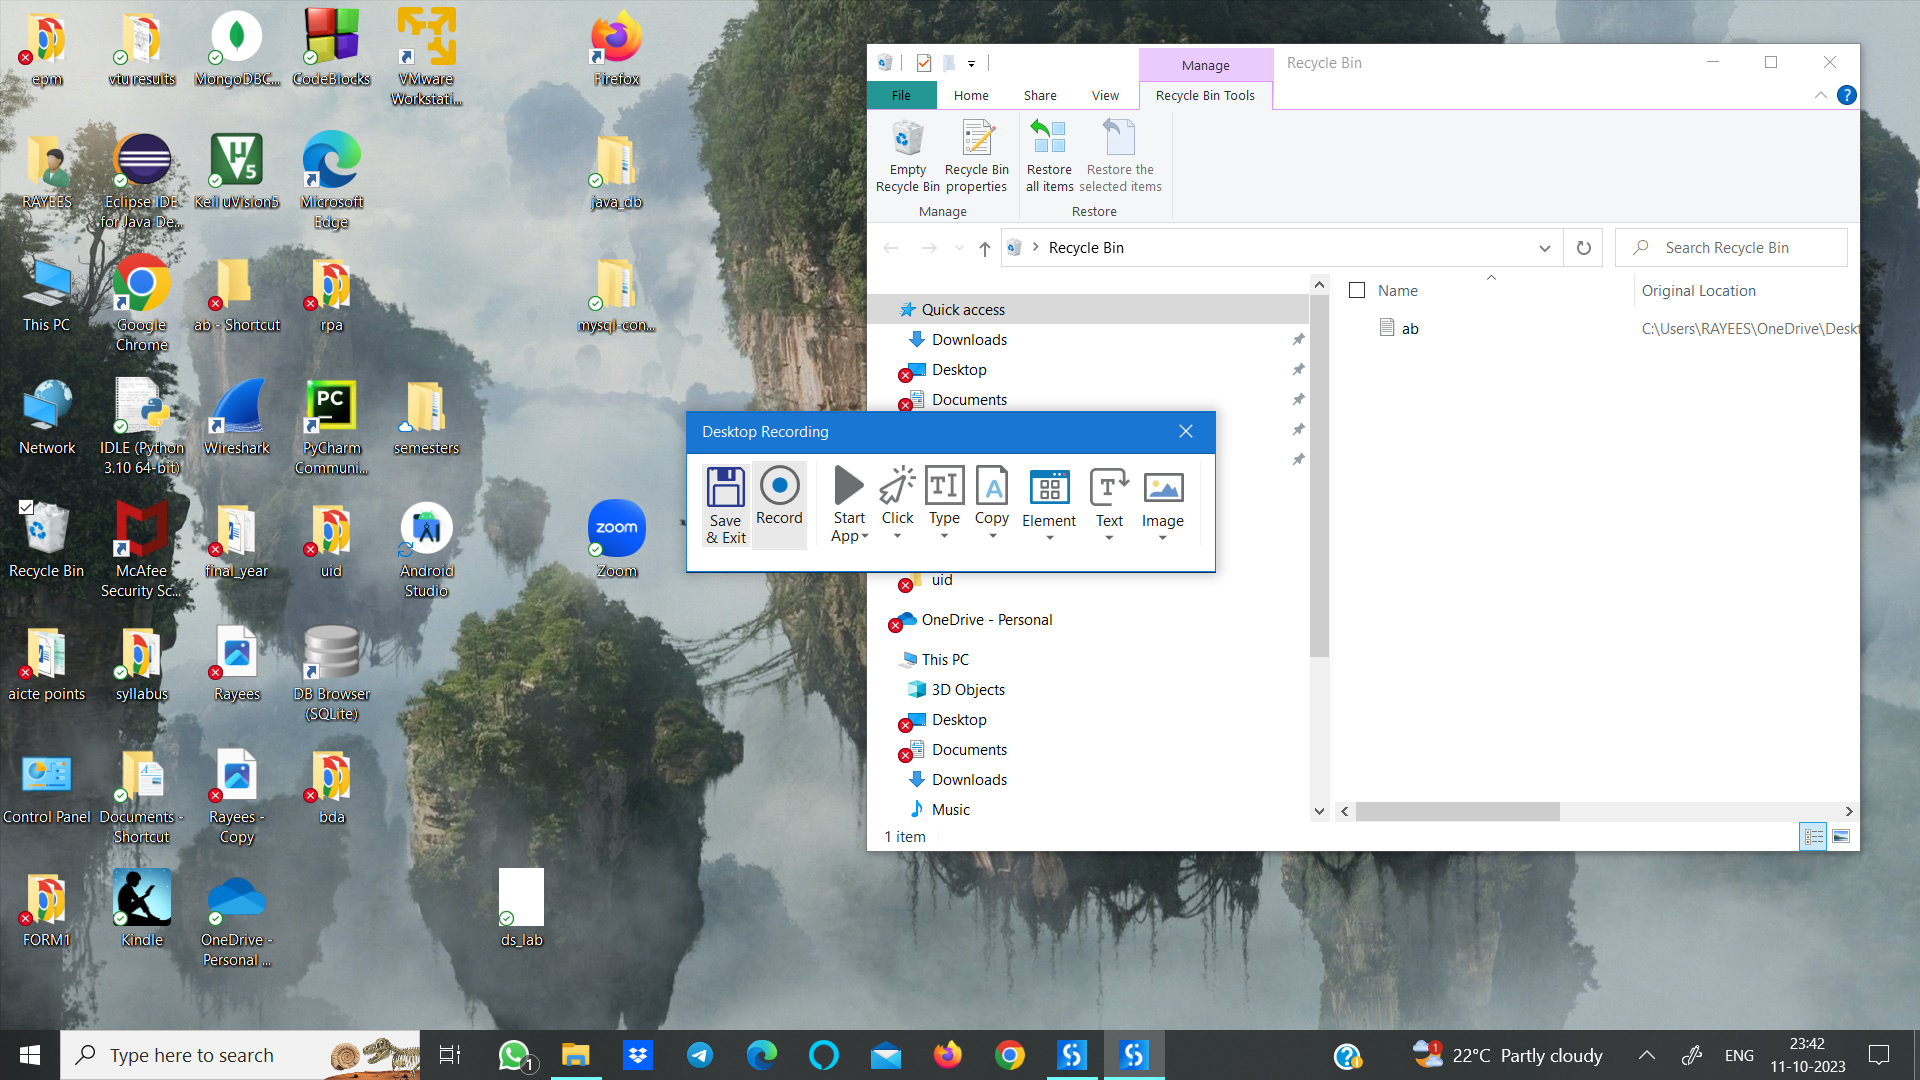 epm
vtu results
MongoDBC...
CodeBlocks
VMware
Workstati...
Firefox
RAYEES
Eclipse IDE
for Java De...
Keil uVision5
Microsoft
Edge
java_db
This PC
Google
Chrome
ab - Shortcut
rpa
mysql-con...
Network
IDLE (Python
3.10 64-bit)
Wireshark
PC
PyCharm
Communi...
semesters
Recycle Bin
McAfee
Security Sc...
final_year
uid
Android
Studio
zoom
Zoom
aicte points
syllabus
Rayees
DB Browser
(SQLite)
Control Panel
Documents -
Shortcut
Rayees -
Copy
bda
FORM1
Kindle
OneDrive -
Personal ...
ds_lab
Manage
Recycle Bin
File
Home
Share
View
Recycle Bin Tools
Empty
Recycle Bin
Recycle Bin
properties
Restore
all items
Restore the
selected items
Manage
Restore
Recycle Bin
Search Recycle Bin
Quick access
Downloads
Desktop
Documents
uid
OneDrive - Personal
This PC
3D Objects
Desktop
Documents
Downloads
Music
Name
Original Location
ab
C:\Users\RAYEES\OneDrive\Deskt
1 item
Desktop Recording
Save
& Exit
Record
Start
App
Click
Type
Copy
Element
Text
Image
Type here to search
1
1
22°C Partly cloudy
ENG
23:42
11-10-2023